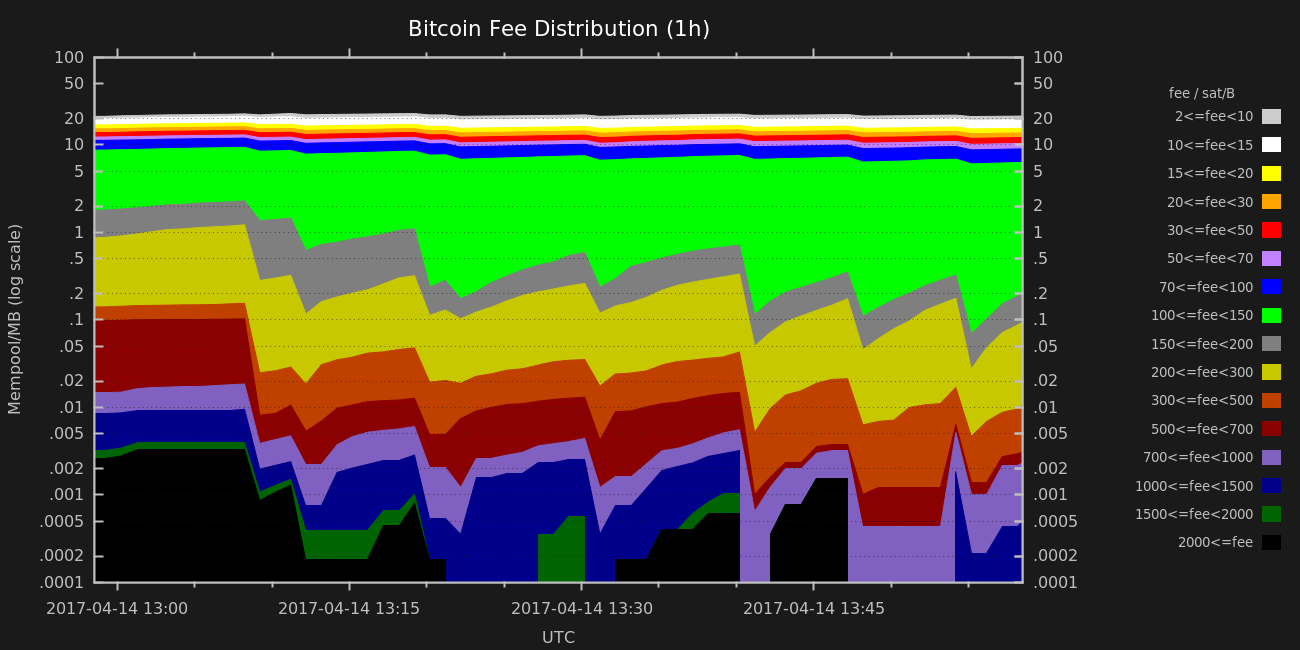 Bitcoin Fee Distribution (1h)
Mempool/MB (log scale)
100
50
20
10
5
2
1
.5
.2
.1
.05
.02
.01
.005
.002
.001
.0005
.0002
.0001
100
50
20
10
5
2
1
.5
.2
.1
.05
.02
.01
.005
.002
.001
.0005
.0002
.0001
2017-04-14 13:00 2017-04-14 13:15 2017-04-14 13:30 2017-04-14 13:45
UTC
fee / sat/B
2<=fee<10
10<=fee<15
15<=fee<20
20<=fee<30
30<=fee<50
50<=fee<70
70<=fee<100
100<=fee<150
150<=fee<200
200<=fee<300
300<=fee<500
500<=fee<700
700<=fee<1000
1000<=fee<1500
1500<=fee<2000
2000<=fee